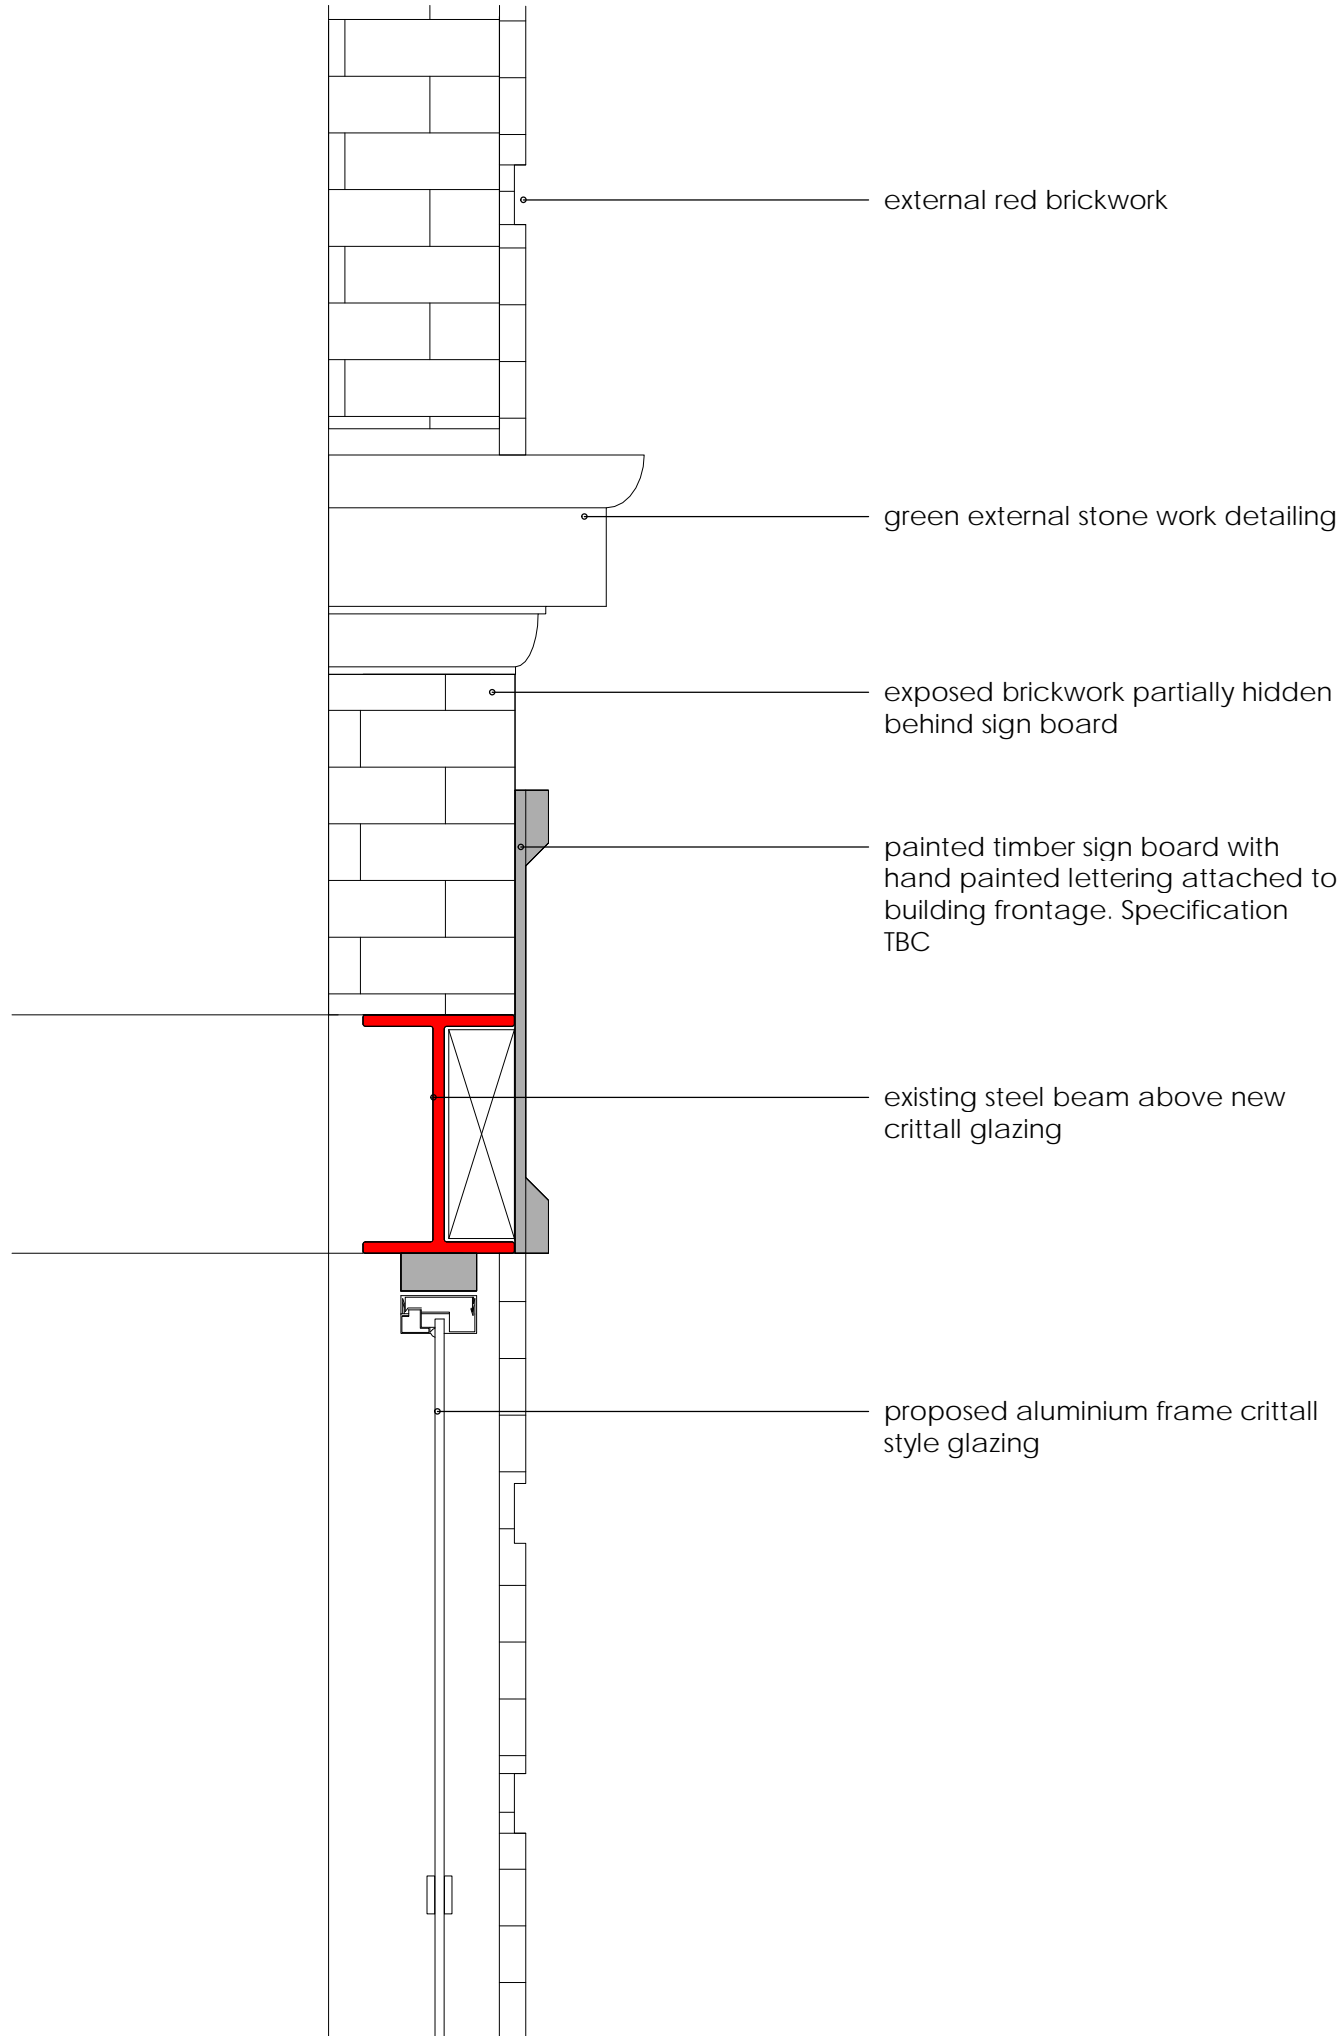 external red brickwork
green external stone work detailing
exposed brickwork partially hidden
behind sign board
painted timber sign board with
hand painted lettering attached to
building frontage. Specification
TBC
existing steel beam above new
crittall glazing
proposed aluminium frame crittall
style glazing